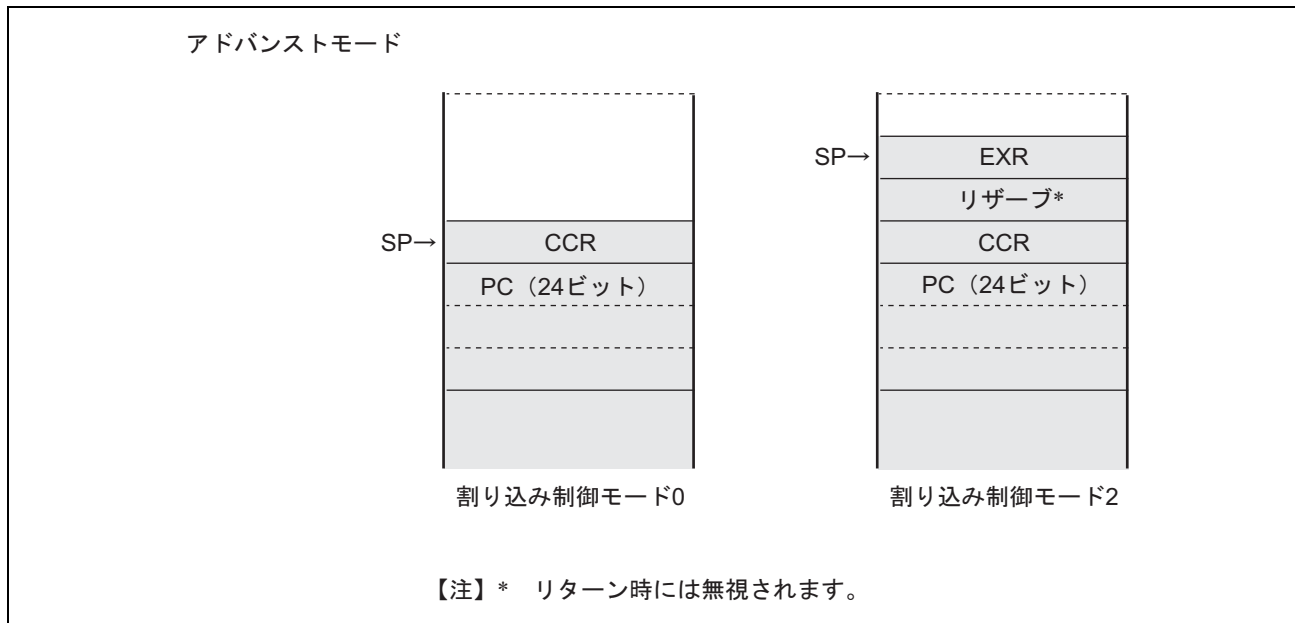 アドバンストモード
SP→
CCR
PC（24ビット）
割り込み制御モード0
SP→
EXR
リザーブ*
CCR
PC（24ビット）
割り込み制御モード2
【注】* リターン時には無視されます。